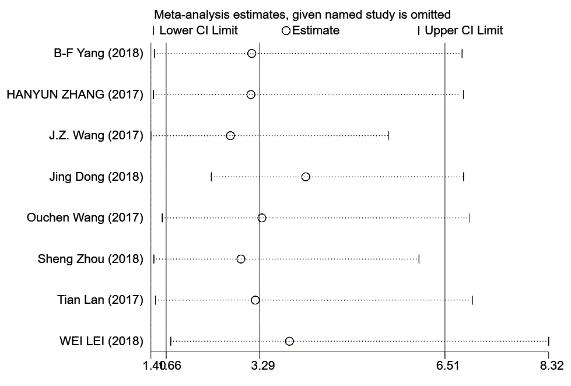 Meta-analysis estimates, given named study is omitted
| Lower CI Limit ○ Estimate | Upper CI Limit
B-F Yang (2018)
HANYUN ZHANG (2017)
J.Z. Wang (2017)
Jing Dong (2018)
Ouchen Wang (2017)
Sheng Zhou (2018)
Tian Lan (2017)
WEI LEI (2018)
1.40 1.66 3.29 6.51 8.32